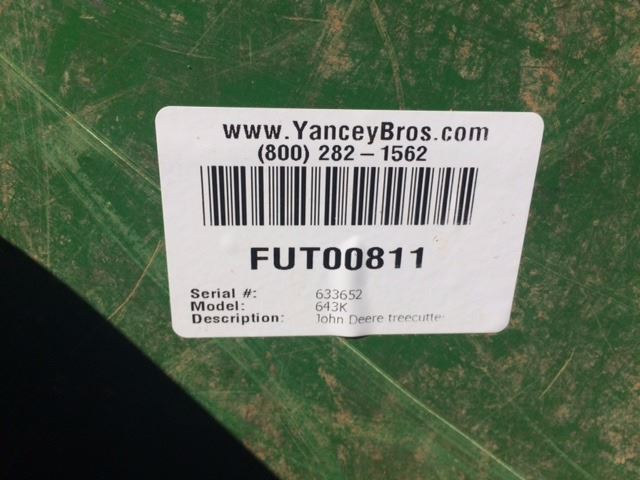 www.YanceyBros.com
(800) 282-1562
FUT00811
Serial #: 633652
Model: 643K
Description: John Deere treecutter